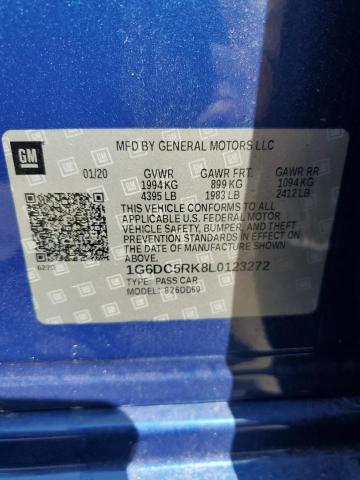 GM
MFD BY GENERAL MOTORS LLC
01/20 GVWR GAWR FRT. GAWR RR
1994 KG 899 KG 1094 KG
4395 LB 1983 LB 2412 LB
THIS VEHICLE CONFORMS TO ALL
APPLICABLE U.S. FEDERAL MOTOR
VEHICLE SAFETY, BUMPER, AND THEFT
PREVENTION STANDARDS IN EFFECT
ON THE DATE OF MANUFACTURE SHOWN
ABOVE.
1G6DC5RK8L0123272
TYPE: PASS CAR
MODEL: